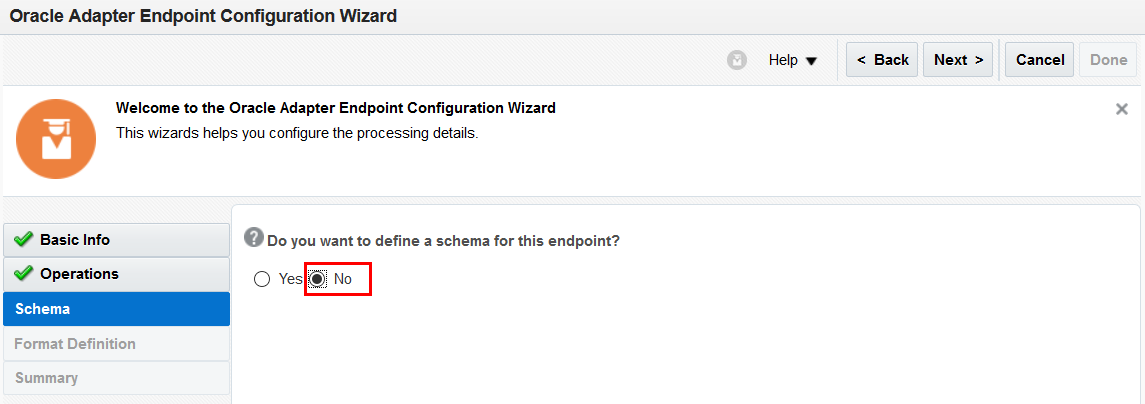 Oracle Adapter Endpoint Configuration Wizard
Help
< Back
Next >
Cancel
Done
Welcome to the Oracle Adapter Endpoint Configuration Wizard
This wizards helps you configure the processing details.
Basic Info
Operations
Schema
Format Definition
Summary
? Do you want to define a schema for this endpoint?
Yes No